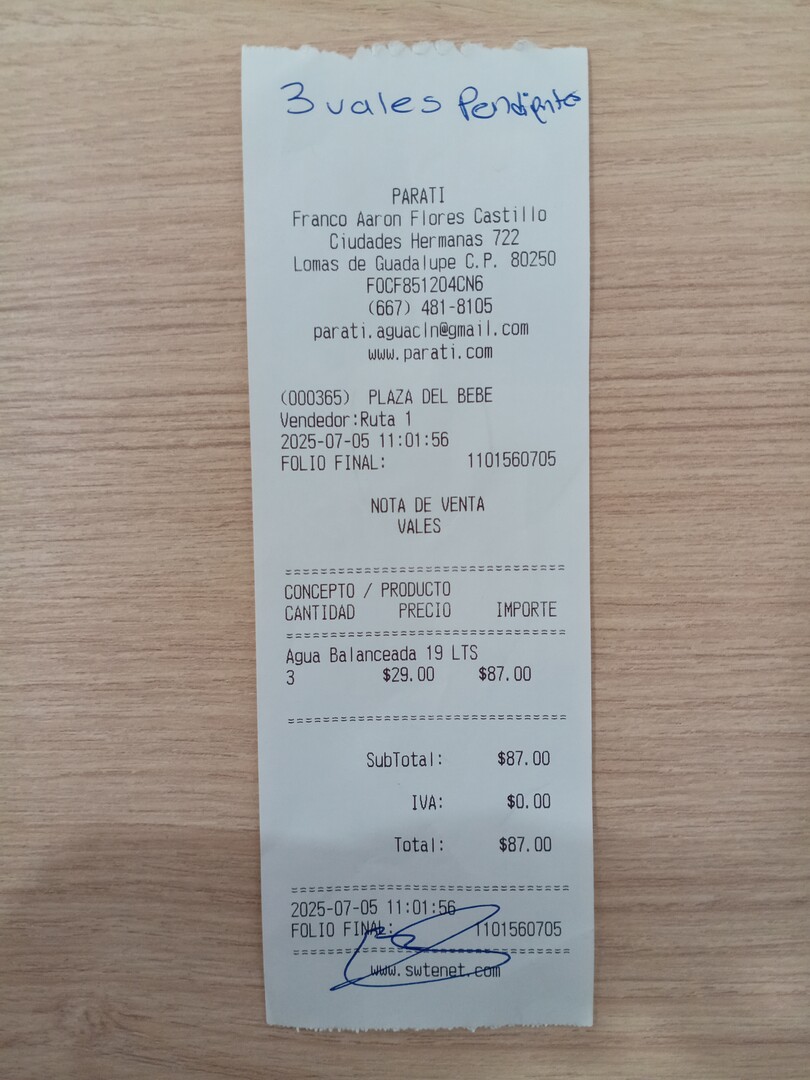 3 vales Pendientes
PARATI
Franco Aaron Flores Castillo
Ciudades Hermanas 722
Lomas de Guadalupe C.P. 80250
FOCF851204CN6
(667) 481-8105
parati.aguacln@gmail.com
www.parati.com
(000365) PLAZA DEL BEBE
Vendedor:Ruta 1
2025-07-05 11:01:56
FOLIO FINAL: 1101560705
NOTA DE VENTA
VALES
================================
CONCEPTO / PRODUCTO
CANTIDAD PRECIO IMPORTE
================================
Agua Balanceada 19 LTS
3 $29.00 $87.00
================================
SubTotal: $87.00
IVA: $0.00
Total: $87.00
================================
2025-07-05 11:01:56
FOLIO FINAL: 1101560705
================================
www.swtenet.com